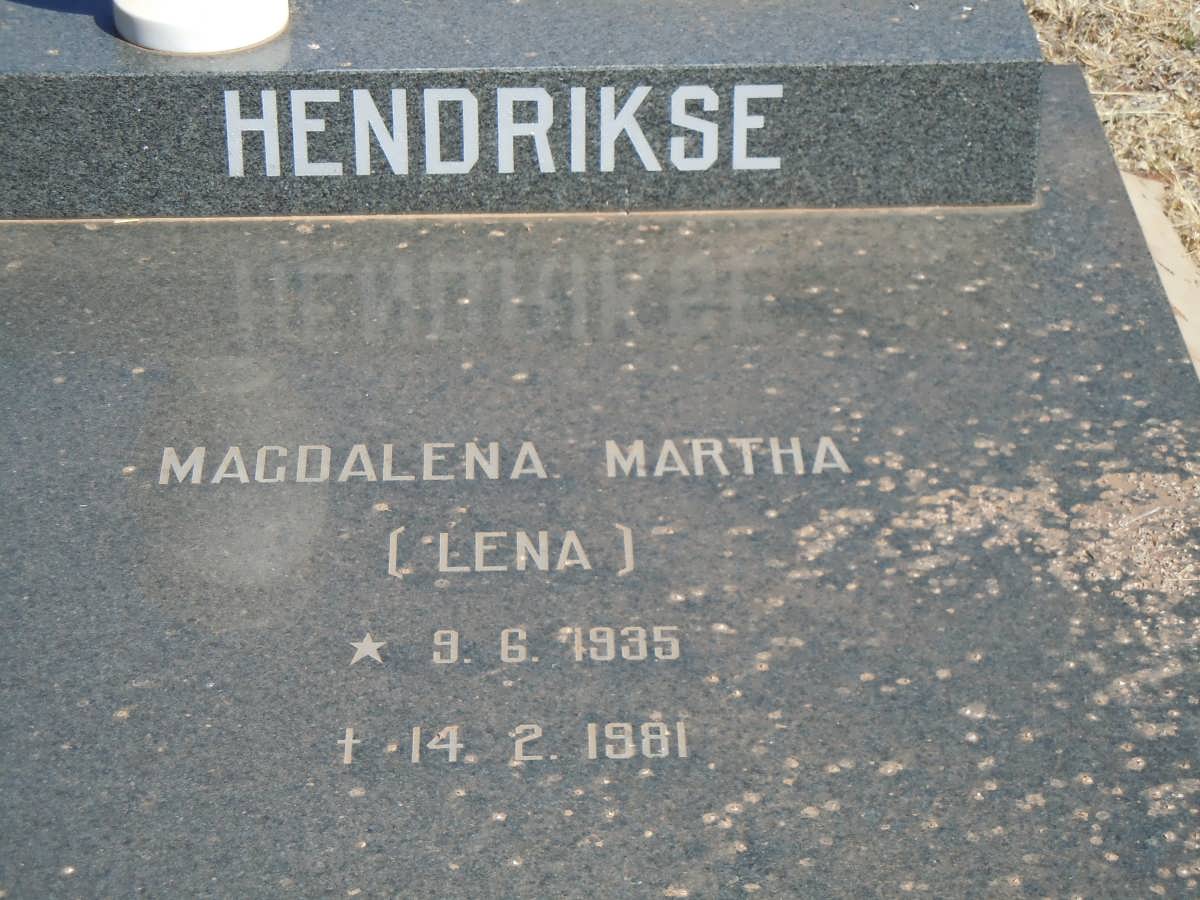 HENDRIKSE
MAGDALENA MARTHA
(LENA)
★ 9. 6. 1935
† 14. 2. 1981